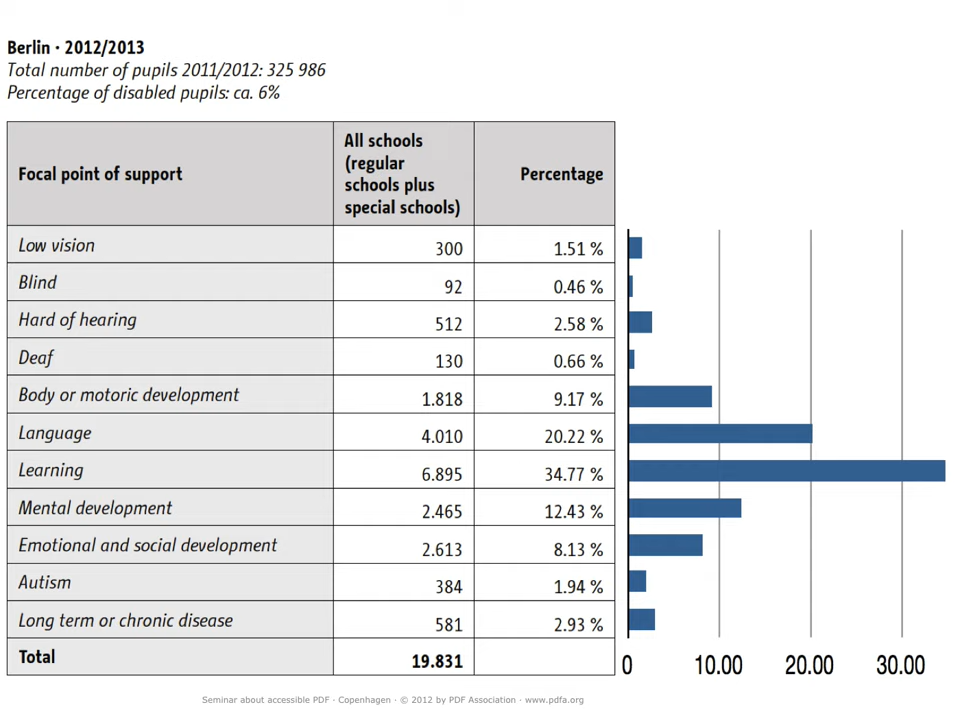 Berlin · 2012/2013
Total number of pupils 2011/2012: 325 986
Percentage of disabled pupils: ca. 6%
Focal point of support
All schools
(regular
schools plus
special schools)
Percentage
Low vision 300 1.51 %
Blind 92 0.46 %
Hard of hearing 512 2.58 %
Deaf 130 0.66 %
Body or motoric development 1.818 9.17 %
Language 4.010 20.22 %
Learning 6.895 34.77 %
Mental development 2.465 12.43 %
Emotional and social development 2.613 8.13 %
Autism 384 1.94 %
Long term or chronic disease 581 2.93 %
Total 19.831
0 10.00 20.00 30.00
Seminar about accessible PDF · Copenhagen · © 2012 by PDF Association · www.pdfa.org